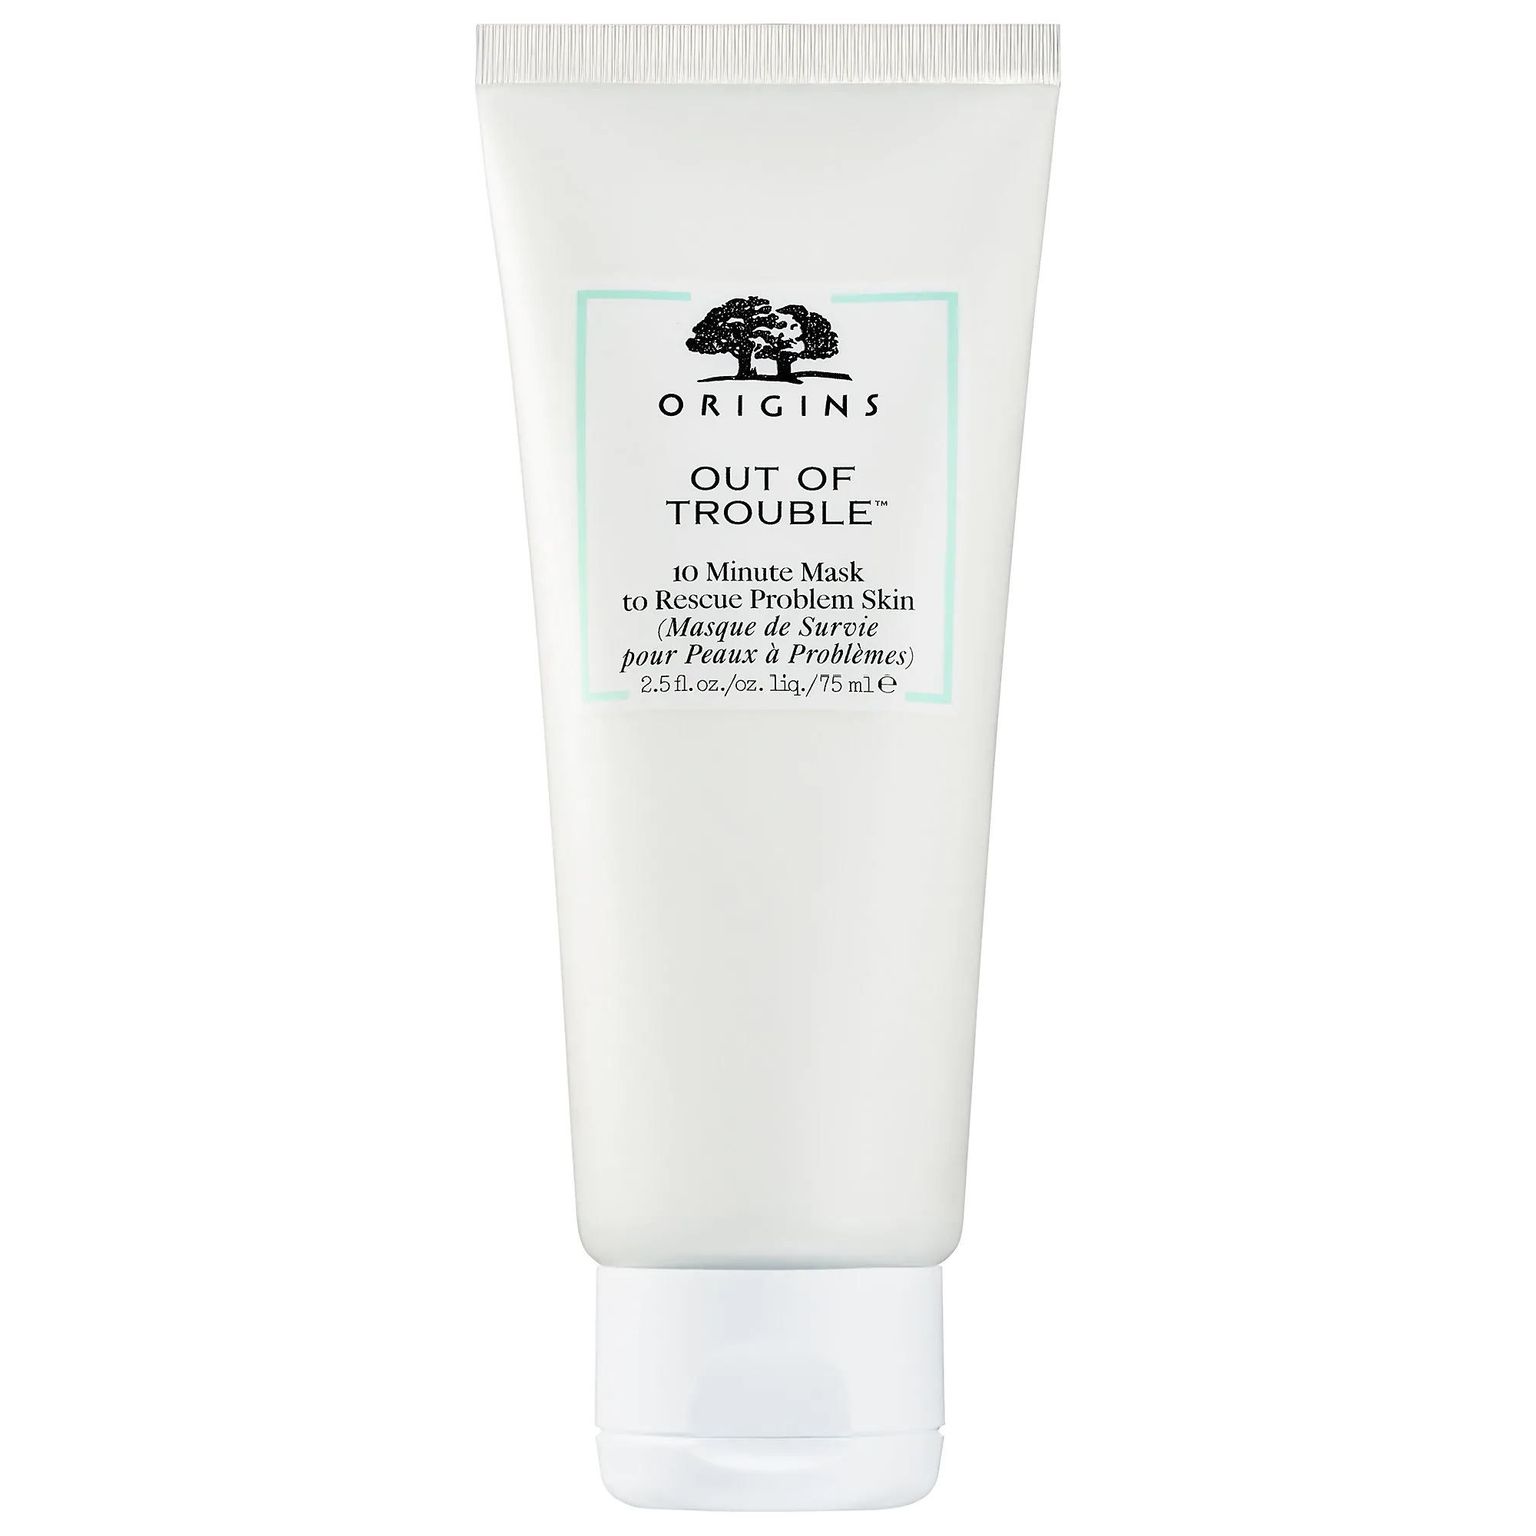 ORIGINS
OUT OF
TROUBLE™
10 Minute Mask
to Rescue Problem Skin
(Masque de Survie
pour Peaux à Problèmes)
2.5 fl. oz./oz. liq./75 ml ℮